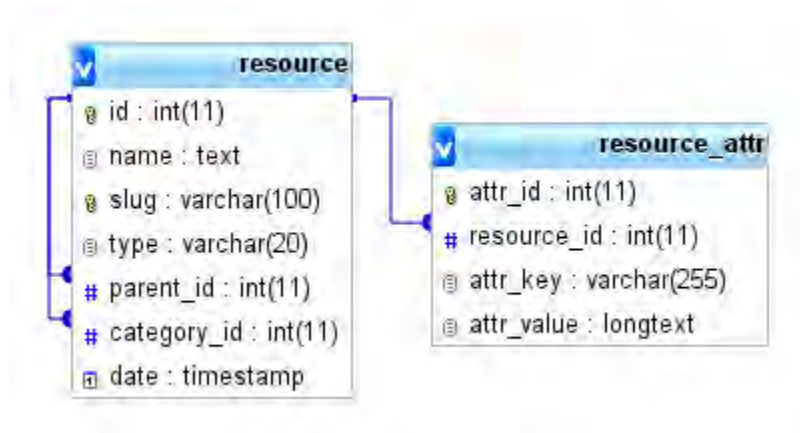 resource
id : int(11)
name : text
slug : varchar(100)
type : varchar(20)
# parent_id : int(11)
# category_id : int(11)
date : timestamp
resource_attr
attr_id : int(11)
# resource_id : int(11)
attr_key : varchar(255)
attr_value : longtext